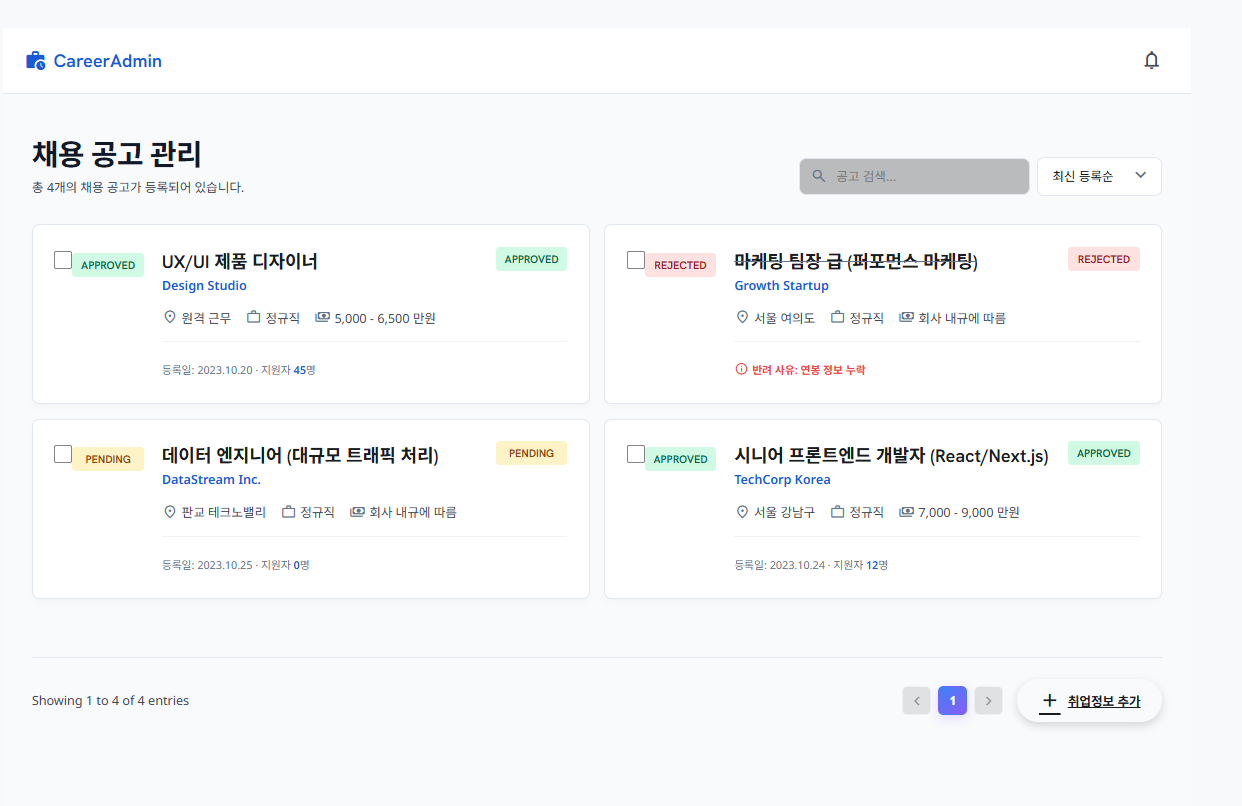 CareerAdmin
채용 공고 관리
총 4개의 채용 공고가 등록되어 있습니다.
공고 검색...
최신 등록순
APPROVED
UX/UI 제품 디자이너
APPROVED
Design Studio
원격 근무 정규직 5,000 - 6,500 만원
등록일: 2023.10.20 · 지원자 45명
REJECTED
마케팅 팀장 급 (퍼포먼스 마케팅)
REJECTED
Growth Startup
서울 여의도 정규직 회사 내규에 따름
반려 사유: 연봉 정보 누락
PENDING
데이터 엔지니어 (대규모 트래픽 처리)
PENDING
DataStream Inc.
판교 테크노밸리 정규직 회사 내규에 따름
등록일: 2023.10.25 · 지원자 0명
APPROVED
시니어 프론트엔드 개발자 (React/Next.js)
APPROVED
TechCorp Korea
서울 강남구 정규직 7,000 - 9,000 만원
등록일: 2023.10.24 · 지원자 12명
Showing 1 to 4 of 4 entries
1
취업정보 추가